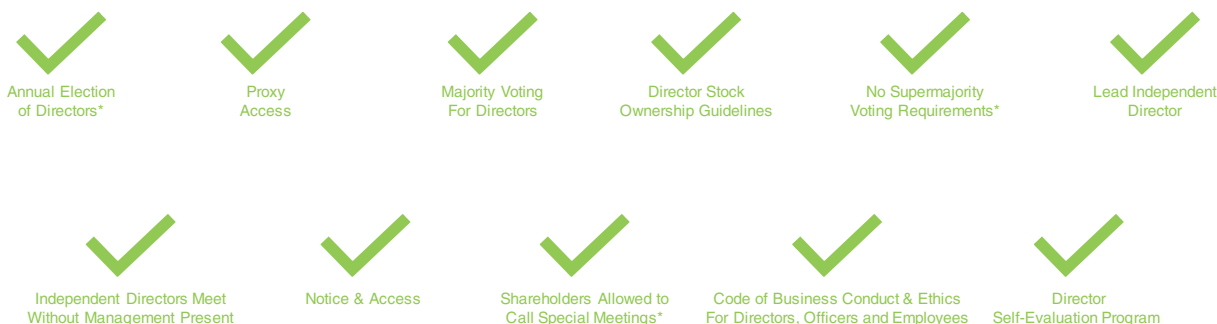 Annual Election
of Directors*
Proxy
Access
Majority Voting
For Directors
Director Stock
Ownership Guidelines
No Supermajority
Voting Requirements*
Lead Independent
Director
Independent Directors Meet
Without Management Present
Notice & Access
Shareholders Allowed to
Call Special Meetings*
Code of Business Conduct & Ethics
For Directors, Officers and Employees
Director
Self-Evaluation Program